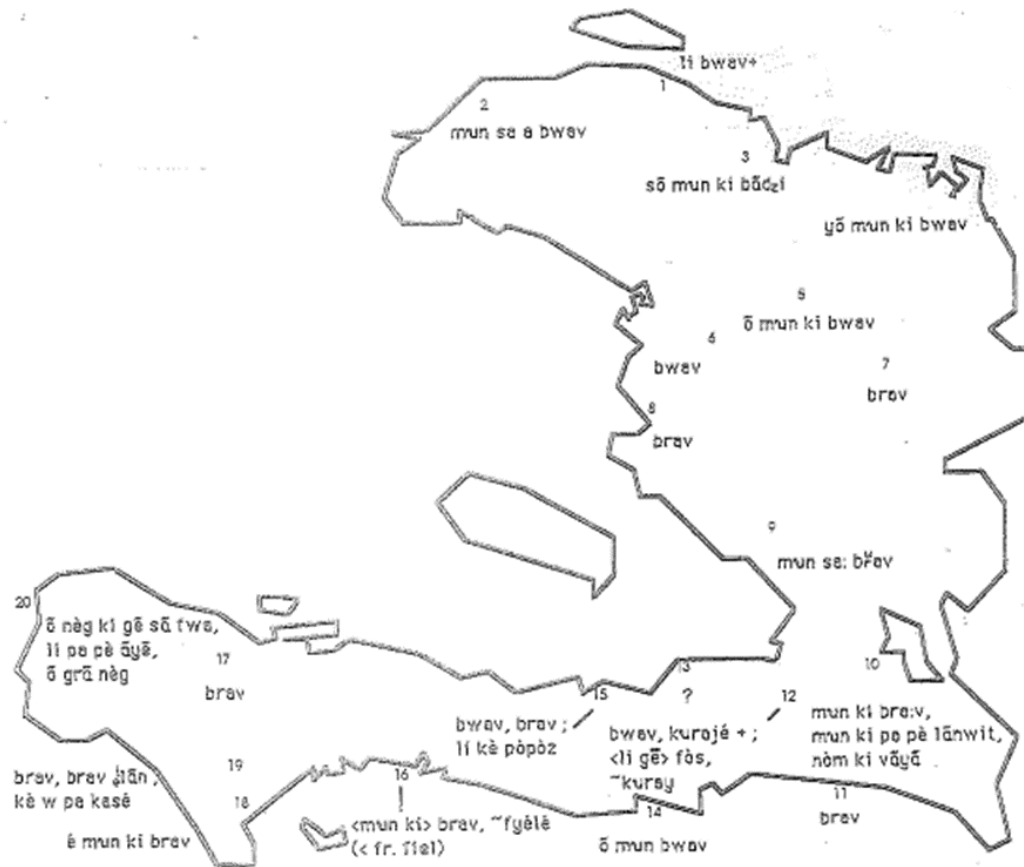 li bwav+
1
2
mun sa a bwav
3
sõ mun ki bãdzi
yõ mun ki bwav
5
õ mun ki bwav
6
bwav
7
brav
8
brav
9
mun sa: br̆av
20
õ nèg ki gẽ sã fwa,
li pa pè ãyẽ,
õ grã nèg
17
brav
10
mun ki bra:v,
mun ki pa pè lãnwit,
nòm ki vãyã
13
?
12
bwav, kurajé + ;
<li gẽ> fòs,
~kuray
15
bwav, brav ;
li kè pòpòz
brav, brav
kè w pa kasé
19
18
é mun ki brav
16
<mun ki> brav, ~fyèlè
(< fr. fiel)
14
õ mun bwav
11
brav